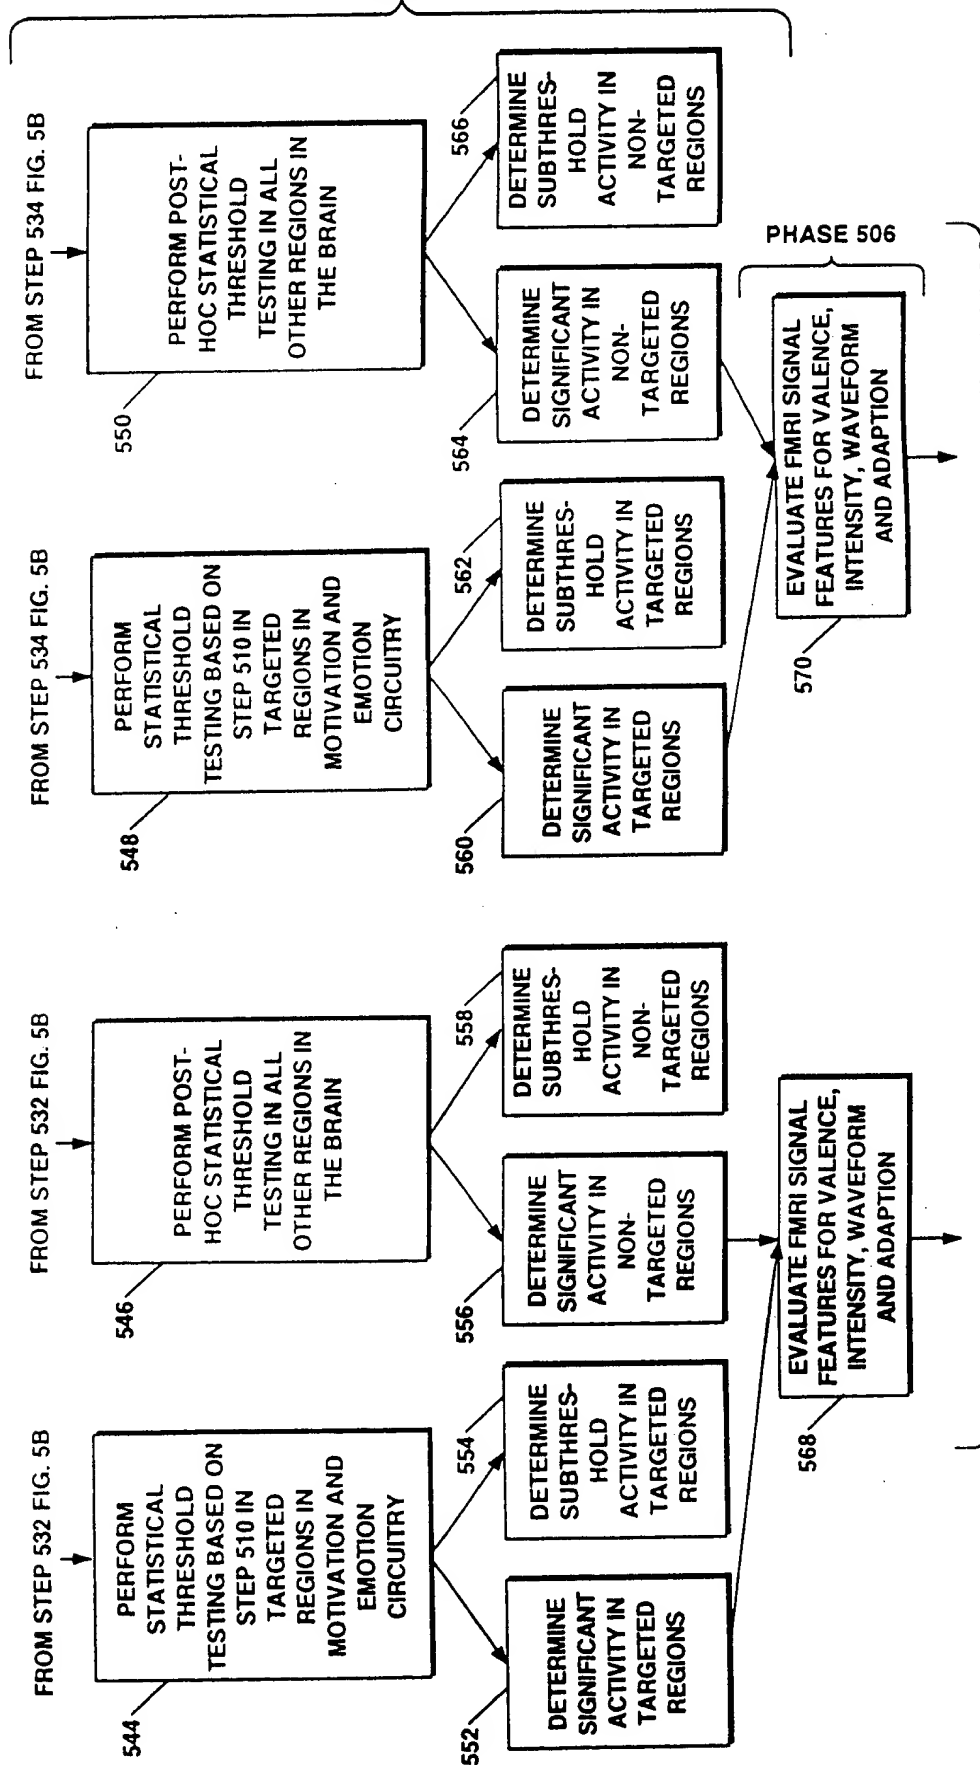 FROM STEP 532 FIG. 5B
PERFORM
STATISTICAL
THRESHOLD
TESTING BASED ON
STEP 510 IN
TARGETED
REGIONS IN
MOTIVATION AND
EMOTION
CIRCUITRY
544
FROM STEP 532 FIG. 5B
PERFORM POST-
HOC STATISTICAL
THRESHOLD
TESTING IN ALL
OTHER REGIONS IN
THE BRAIN
546
FROM STEP 534 FIG. 5B
PERFORM
STATISTICAL
THRESHOLD
TESTING BASED ON
STEP 510 IN
TARGETED
REGIONS IN
MOTIVATION AND
EMOTION
CIRCUITRY
548
FROM STEP 534 FIG. 5B
PERFORM POST-
HOC STATISTICAL
THRESHOLD
TESTING IN ALL
OTHER REGIONS IN
THE BRAIN
550
552
DETERMINE
SIGNIFICANT
ACTIVITY IN
TARGETED
REGIONS
554
DETERMINE
SUBTHRES-
HOLD
ACTIVITY IN
TARGETED
REGIONS
556
DETERMINE
SIGNIFICANT
ACTIVITY IN
NON-
TARGETED
REGIONS
558
DETERMINE
SUBTHRES-
HOLD
ACTIVITY IN
NON-
TARGETED
REGIONS
560
DETERMINE
SIGNIFICANT
ACTIVITY IN
TARGETED
REGIONS
562
DETERMINE
SUBTHRES-
HOLD
ACTIVITY IN
TARGETED
REGIONS
564
DETERMINE
SIGNIFICANT
ACTIVITY IN
NON-
TARGETED
REGIONS
566
DETERMINE
SUBTHRES-
HOLD
ACTIVITY IN
NON-
TARGETED
REGIONS
568
EVALUATE FMRI SIGNAL
FEATURES FOR VALENCE,
INTENSITY, WAVEFORM
AND ADAPTION
570
EVALUATE FMRI SIGNAL
FEATURES FOR VALENCE,
INTENSITY, WAVEFORM
AND ADAPTION
PHASE 506